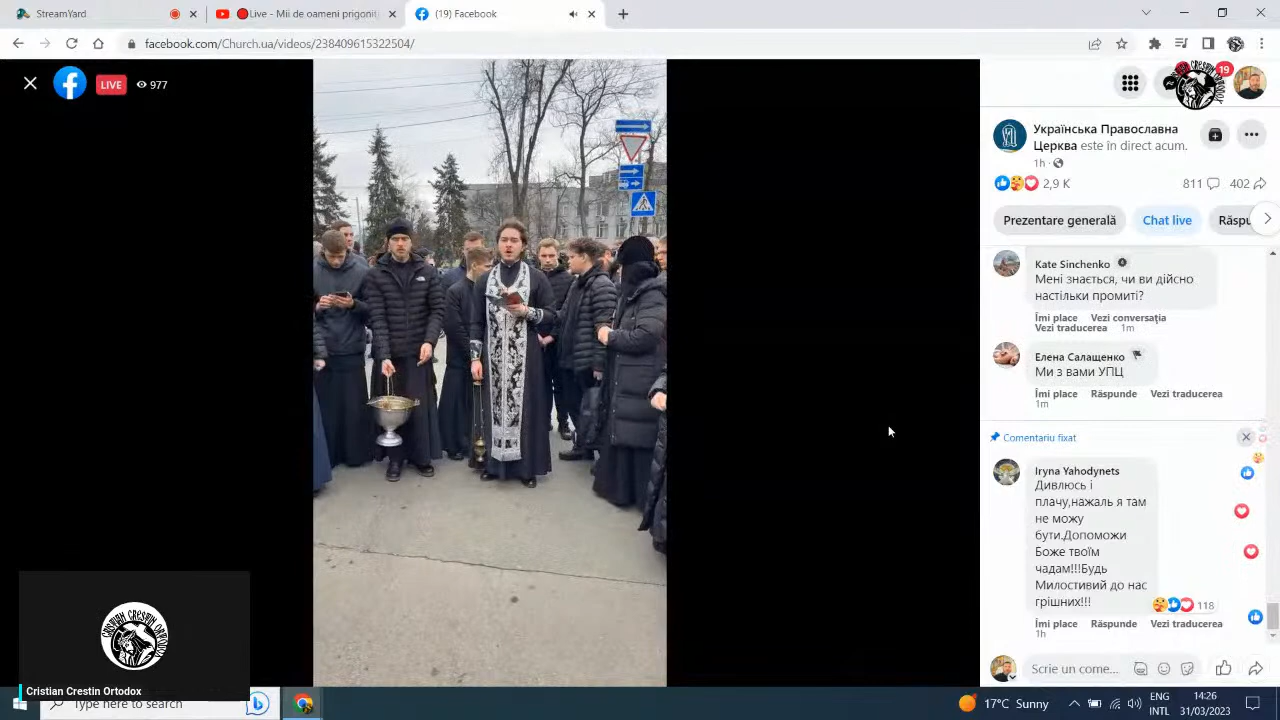 StreamYard
Live - Mii de oameni prigoniți
(19) Facebook
facebook.com/Church.ua/videos/238409615322504/
LIVE
977
19
Українська Православна
Церква este în direct acum.
1h
2,9 K
811
402
Prezentare generală
Chat live
Răspu
Kate Sinchenko
Мені знається, чи ви дійсно
настільки промиті?
Îmi place Vezi conversația
Vezi traducerea 1m
Елена Салащенко
Ми з вами УПЦ
Îmi place Răspunde Vezi traducerea
1m
Comentariu fixat
Iryna Yahodynets
Дивлюсь і
плачу,нажаль я там
не можу
бути.Допоможи
Боже твоїм
чадам!!!Будь
Милостивий до нас
грішних!!!
118
Îmi place Răspunde Vezi traducerea
1h
Scrie un come...
CRISTIAN CRESTIN ORTODOX
Cristian Crestin Ortodox
Type here to search
17°C Sunny
ENG
INTL
14:26
31/03/2023